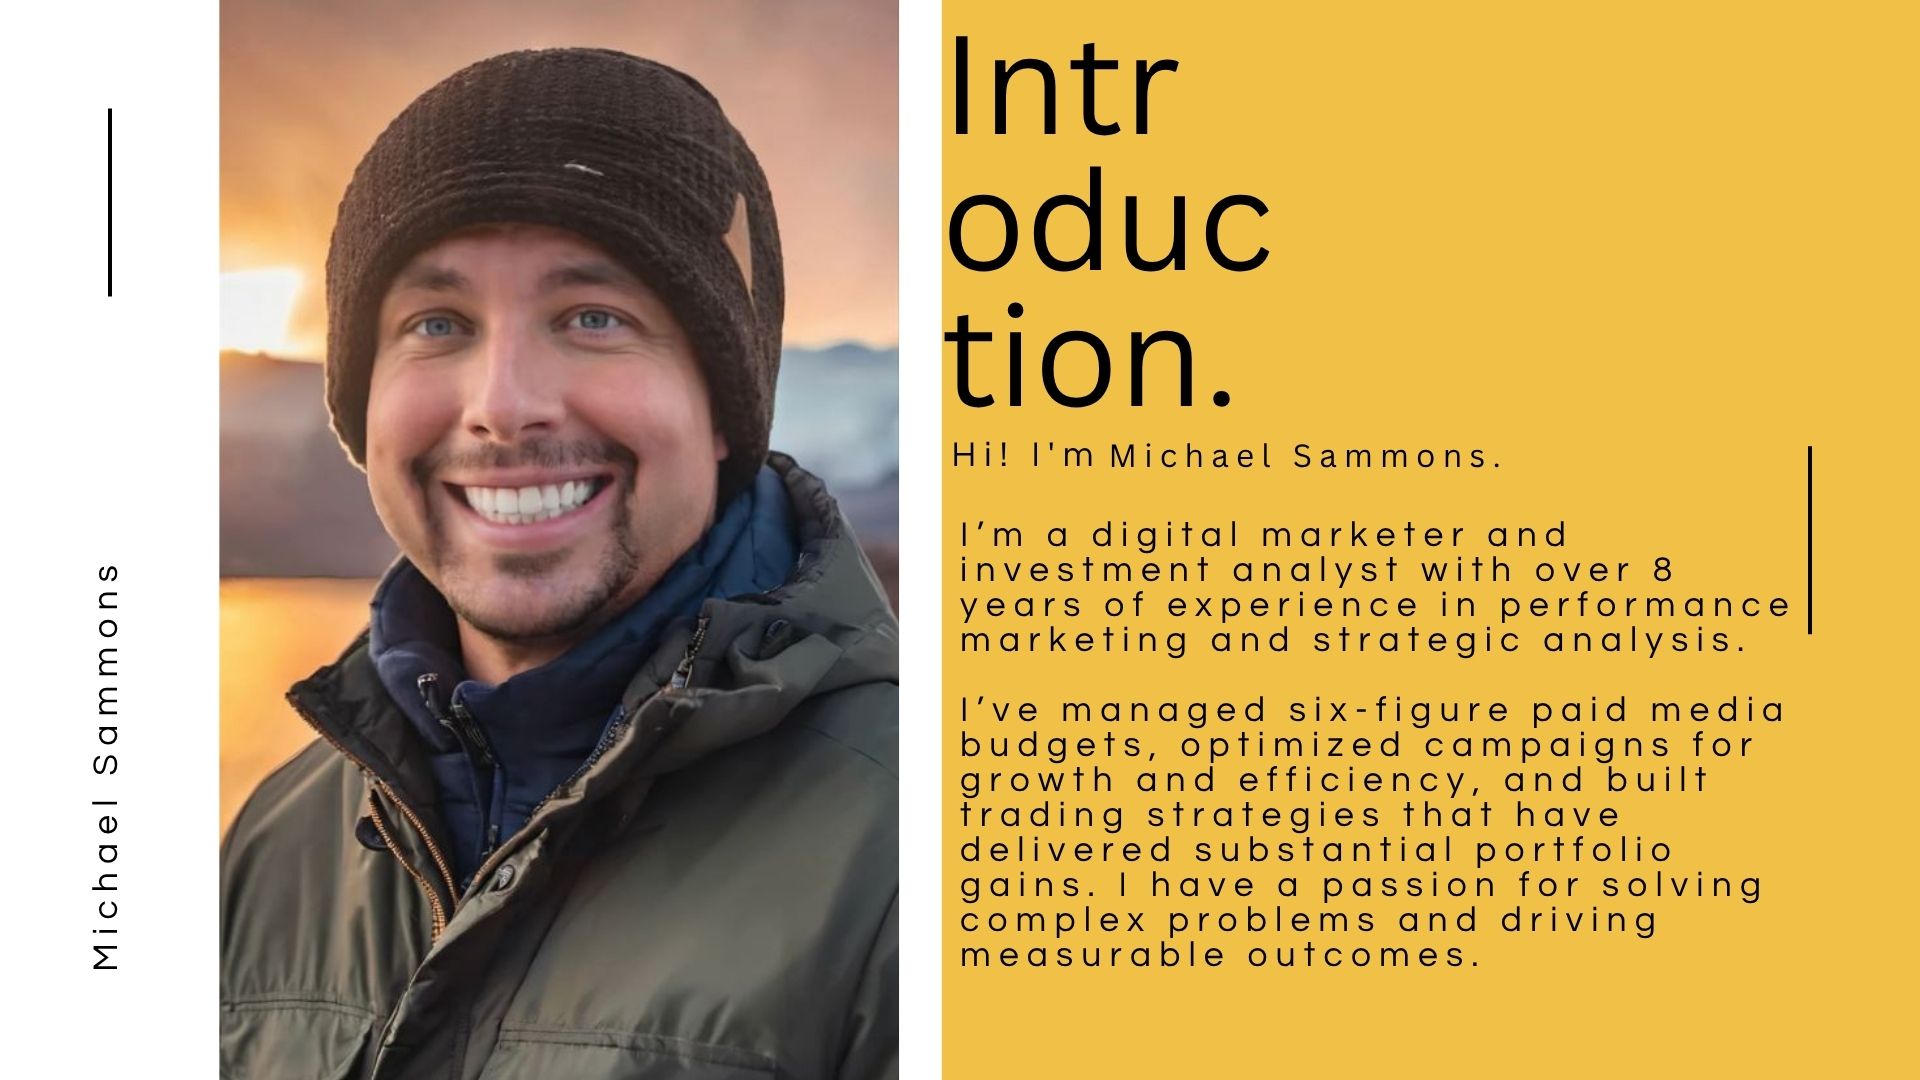 Michael Sammons
Intr
oduc
tion.
Hi! I'm Michael Sammons.
I’m a digital marketer and
investment analyst with over 8
years of experience in performance
marketing and strategic analysis.
I’ve managed six-figure paid media
budgets, optimized campaigns for
growth and efficiency, and built
trading strategies that have
delivered substantial portfolio
gains. I have a passion for solving
complex problems and driving
measurable outcomes.